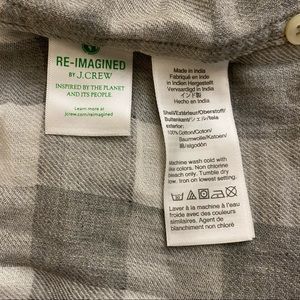 RE-IMAGINED
BY J.CREW
INSPIRED BY THE PLANET
AND ITS PEOPLE.
Learn more at
jcrew.com/reimagined
Made in India
Fabriqué en Inde
in Indien Hergestellt
Vervaardigd in India
インド製
Hecho en India
Shell/Extérieur/Oberstoff/
Buitenkant/シェル/tela
exterior:
100%Cotton/Coton/
Baumwolle/Katoen/
綿/algodón
Machine wash cold with
like colors. Non chlorine
bleach only. Tumble dry
low. Iron on lowest setting.
Laver à la machine à l'eau
froide avec des couleurs
similaires. Agent de
blanchiment non chloré